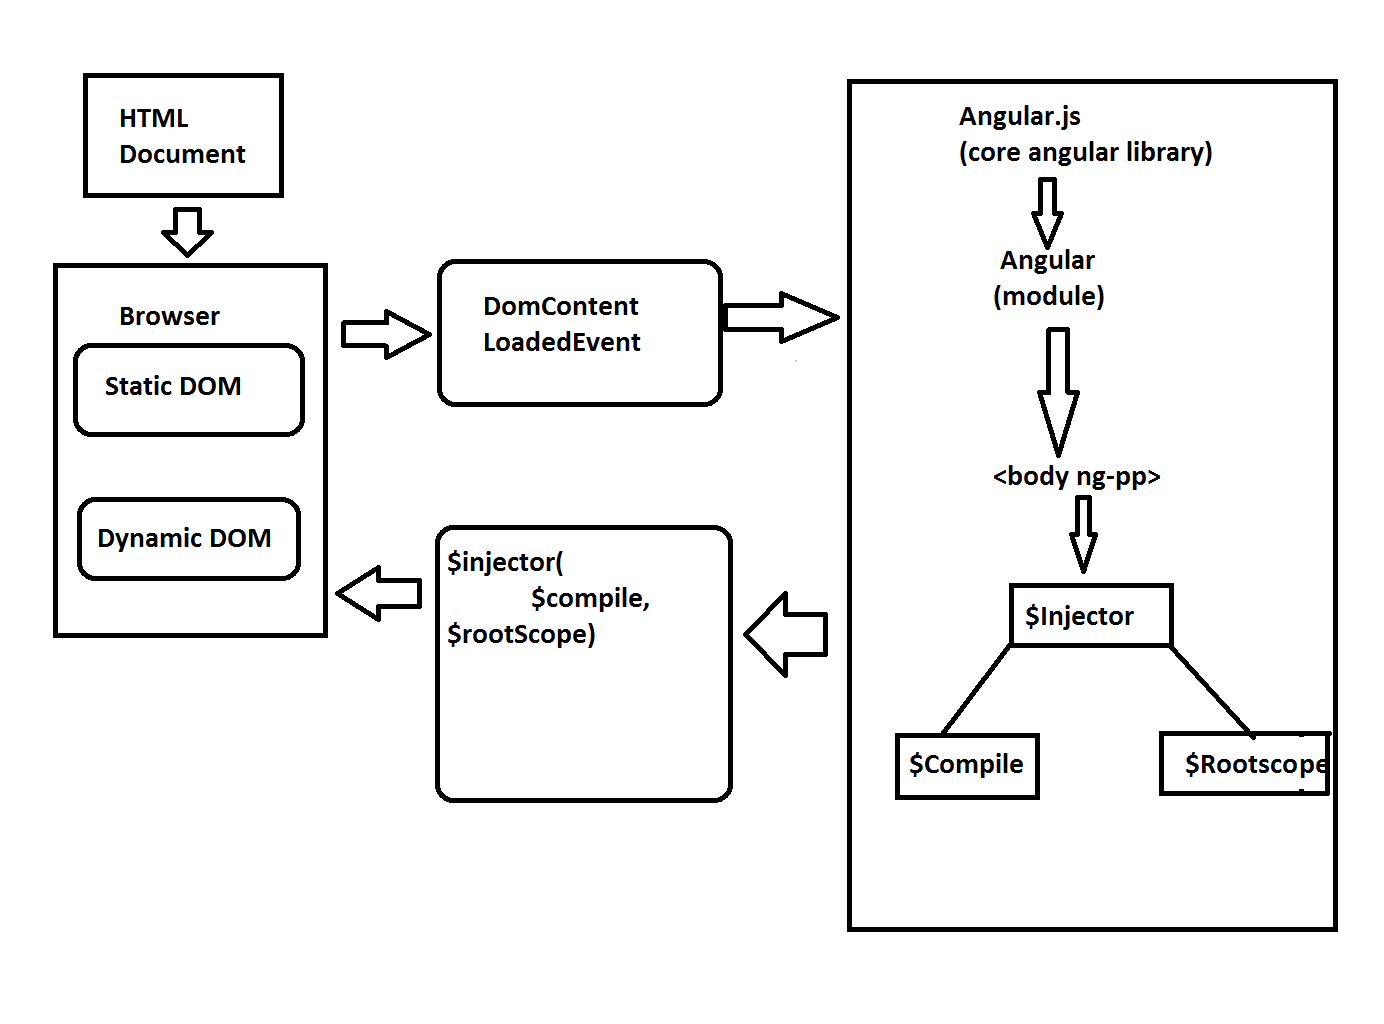 HTML
Document
Browser
Static DOM
Dynamic DOM
DomContent
LoadedEvent
$injector(
$compile,
$rootScope)
Angular.js
(core angular library)
Angular
(module)
<body ng-pp>
$Injector
$Compile
$Rootscope